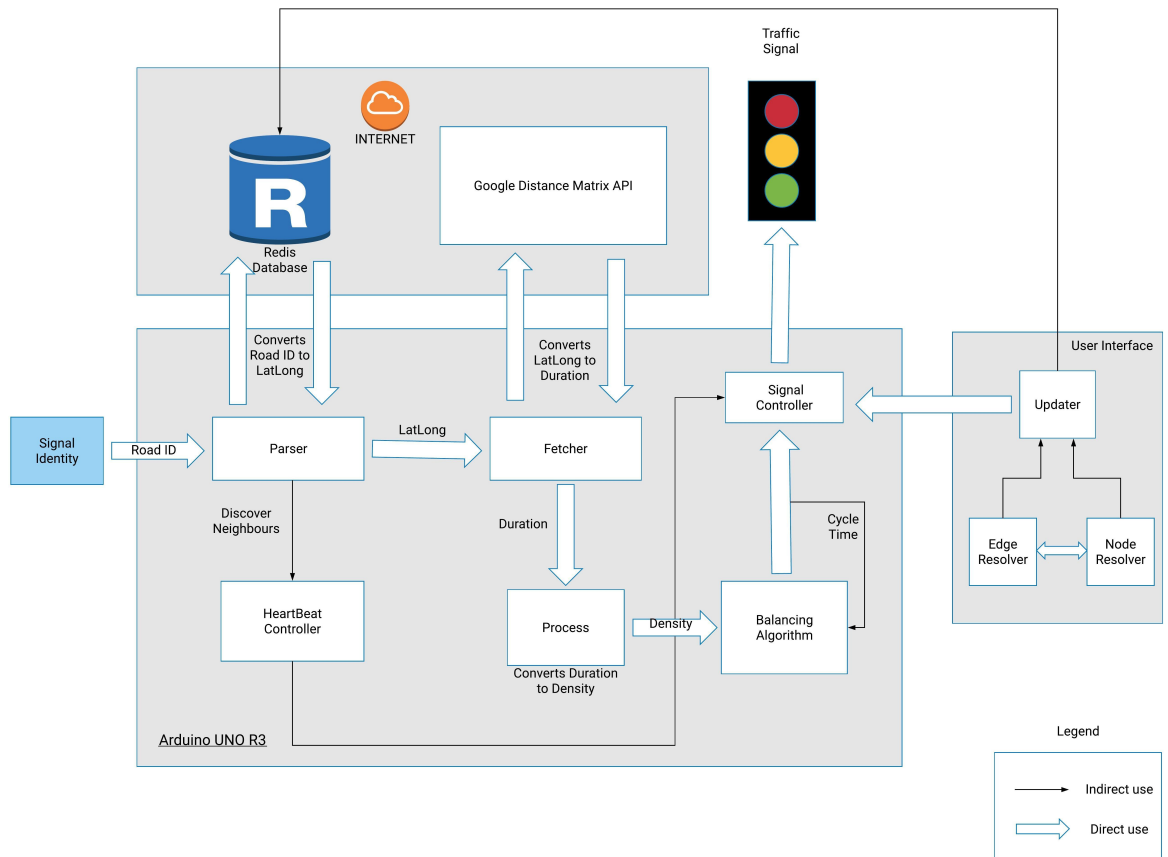 Traffic
Signal
INTERNET
R
Google Distance Matrix API
Redis
Database
Converts
Road ID to
LatLong
Converts
LatLong to
Duration
User Interface
Signal
Controller
Updater
Signal
Identity
Road ID
Parser
LatLong
Fetcher
Discover
Neighbours
Duration
Cycle
Time
Edge
Resolver
Node
Resolver
HeartBeat
Controller
Process
Density
Balancing
Algorithm
Converts Duration
to Density
Arduino UNO R3
Legend
Indirect use
Direct use